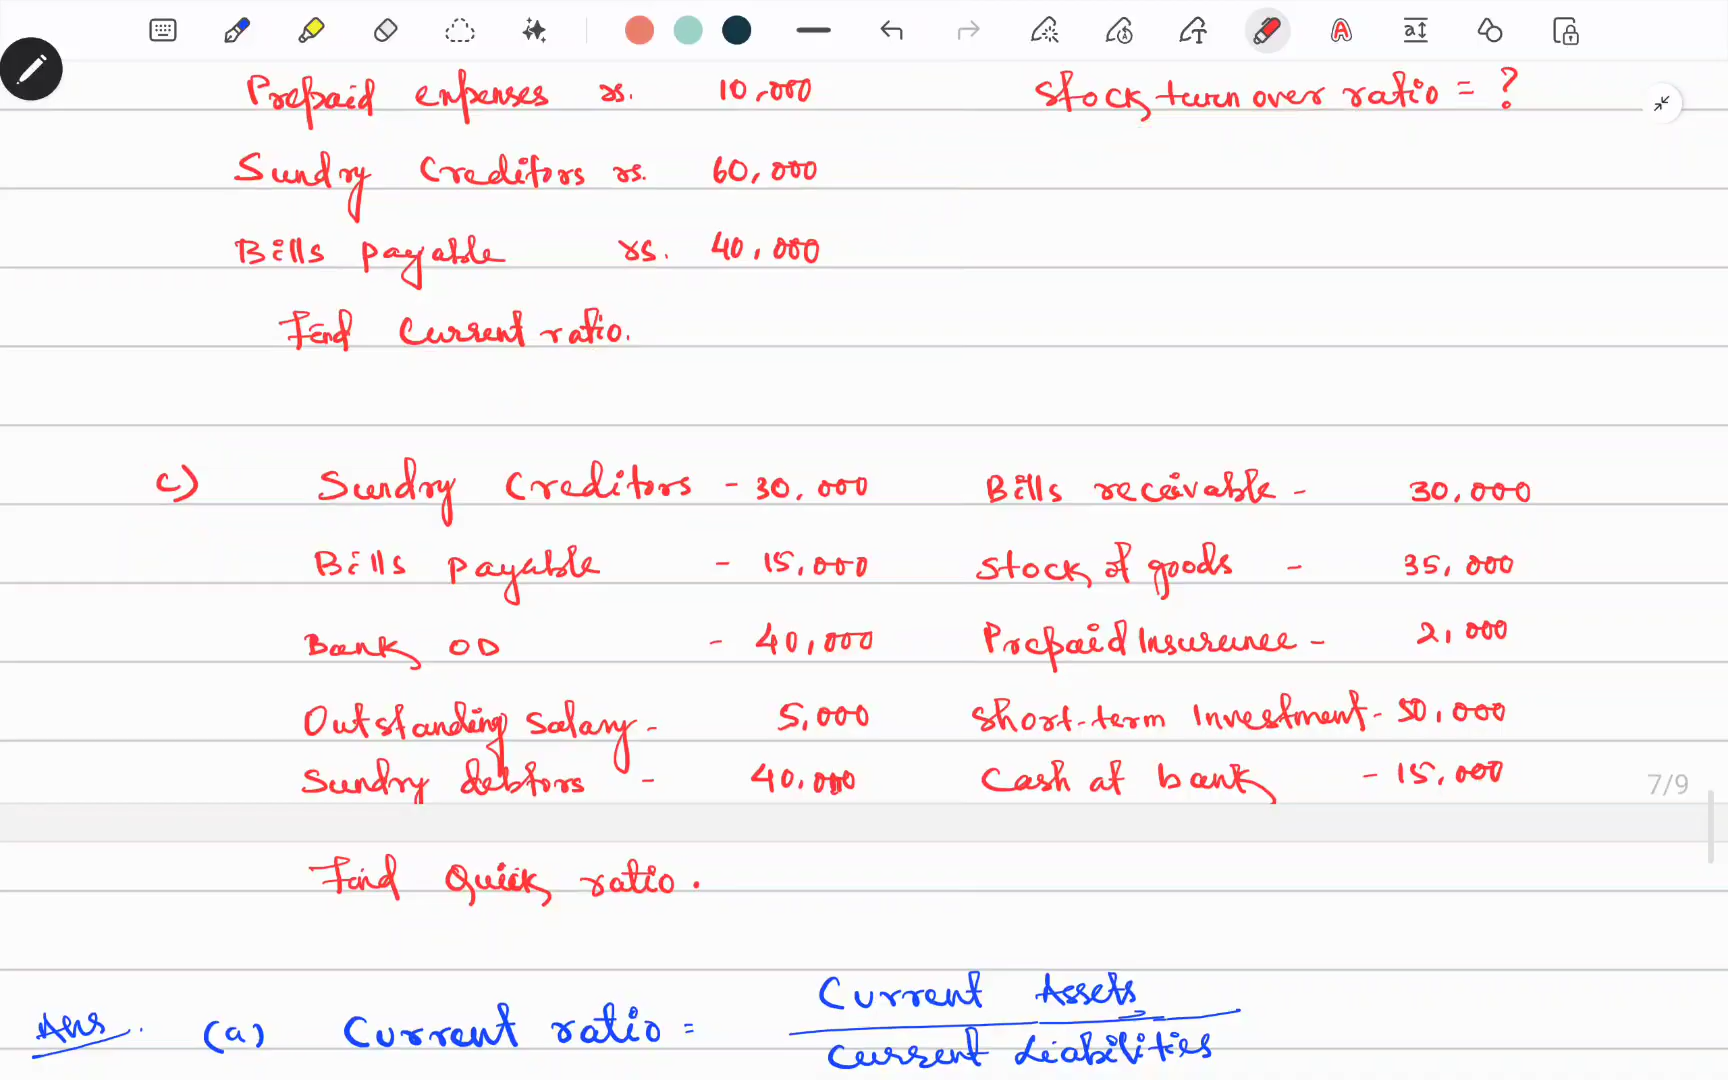 Prepaid expenses rs. 10,000
Stock turn over ratio = ?
Sundry Creditors rs. 60,000
Bills payable rs. 40,000
Find Current ratio.
c) Sundry Creditors - 30,000 Bills receivable - 30,000
Bills payable - 15,000 Stock of goods - 35,000
Bank OD - 40,000 Prepaid Insurence - 2,000
Outstanding Salary - 5,000 Short-term Investment - 50,000
Sundry debtors - 40,000 Cash at bank - 15,000
7/9
Find Quick ratio.
Ans. (a) Current ratio = Current Assets
Current Liabilities